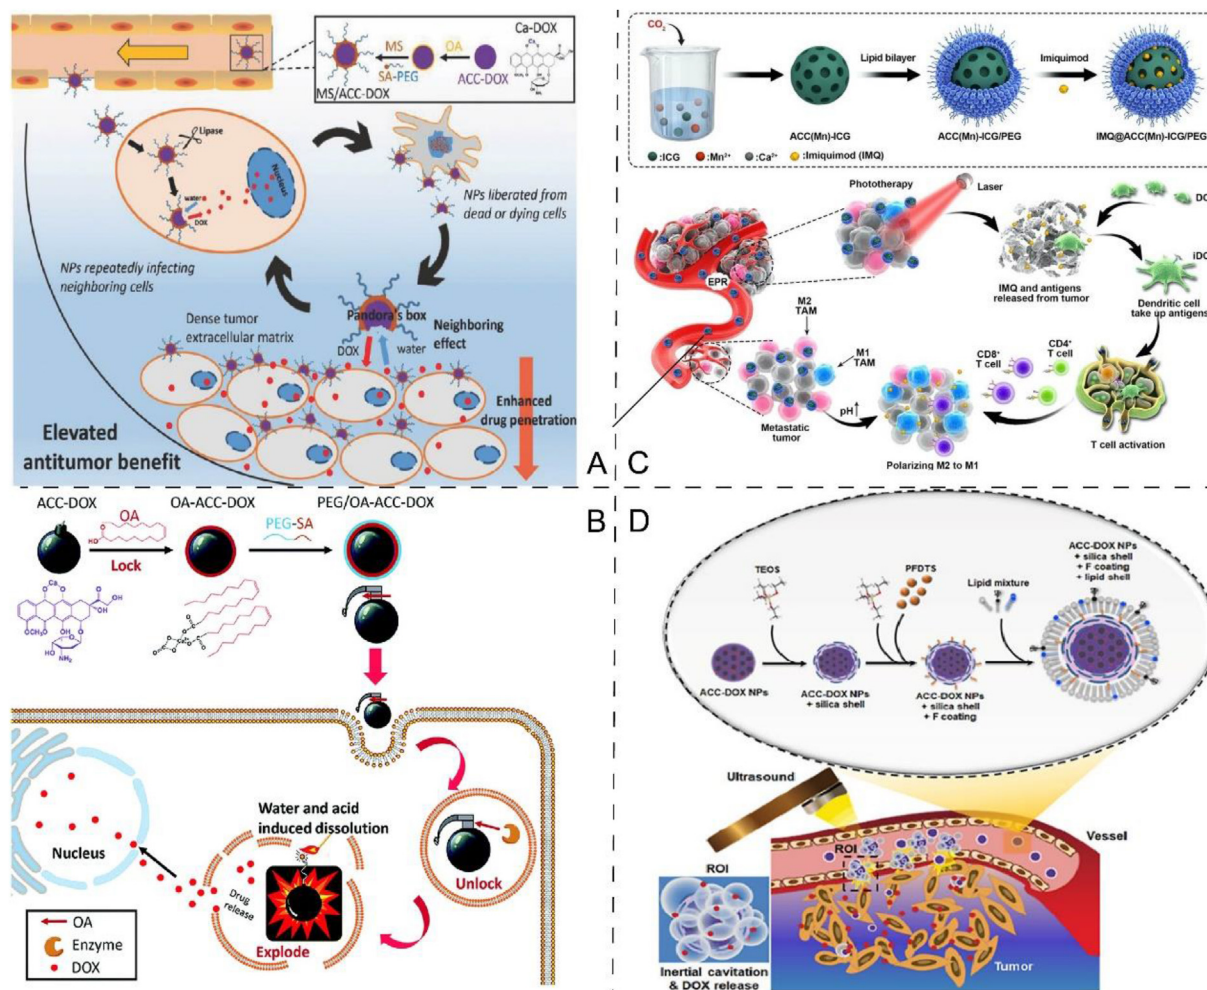 Ca-DOX
MS
OA
SA-PEG
ACC-DOX
MS/ACC-DOX
Lipase
Nucleus
water
DOX
NPs liberated from
dead or dying cells
NPs repeatedly infecting
neighboring cells
Pandora's box
Neighboring
effect
Dense tumor
extracellular matrix
DOX
water
Enhanced
drug penetration
Elevated
antitumor benefit
A
CO₂
Lipid bilayer
Imiquimod
ACC(Mn)-ICG
ACC(Mn)-ICG/PEG
IMQ@ACC(Mn)-ICG/PEG
:ICG
:Mn²⁺
:Ca²⁺
:Imiquimod (IMQ)
Phototherapy
Laser
DC
iDC
EPR
IMQ and antigens
released from tumor
Dendritic cell
take up antigens
M2
TAM
M1
TAM
CD8⁺
T cell
CD4⁺
T cell
pH↑
Metastatic
tumor
T cell activation
Polarizing M2 to M1
C
ACC-DOX
OA-ACC-DOX
PEG/OA-ACC-DOX
B
OA
PEG-SA
Lock
Water and acid
induced dissolution
Nucleus
Drug
release
Unlock
Explode
OA
Enzyme
DOX
D
TEOS
PFDTS
Lipid mixture
ACC-DOX NPs
+ silica shell
+ F coating
+ lipid shell
ACC-DOX NPs
ACC-DOX NPs
+ silica shell
ACC-DOX NPs
+ silica shell
+ F coating
Ultrasound
Vessel
ROI
ROI
Inertial cavitation
& DOX release
Tumor